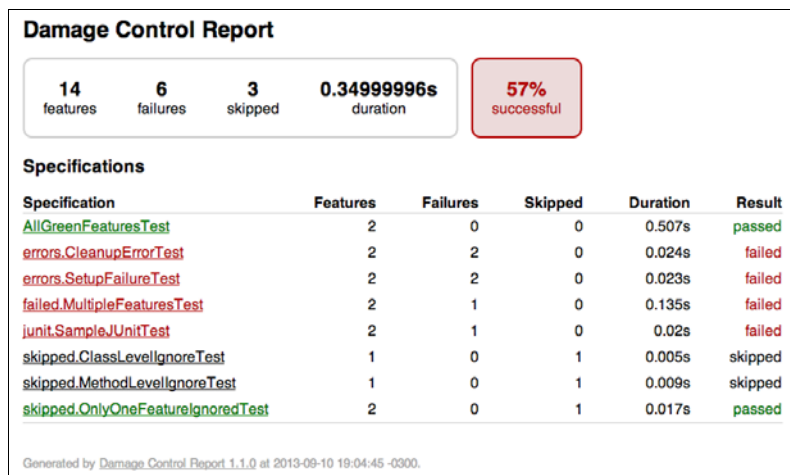 Damage Control Report
14 6 3 0.34999996s 57%
features failures skipped duration successful
Specifications
Specification Features Failures Skipped Duration Result
AllGreenFeaturesTest 2 0 0 0.507s passed
errors.CleanupErrorTest 2 2 0 0.024s failed
errors.SetupFailureTest 2 2 0 0.023s failed
failed.MultipleFeaturesTest 2 1 0 0.135s failed
junit.SampleJUnitTest 2 1 0 0.02s failed
skipped.ClassLevelIgnoreTest 1 0 1 0.005s skipped
skipped.MethodLevelIgnoreTest 1 0 1 0.009s skipped
skipped.OnlyOneFeatureIgnoredTest 2 0 1 0.017s passed
Generated by Damage Control Report 1.1.0 at 2013-09-10 19:04:45 -0300.